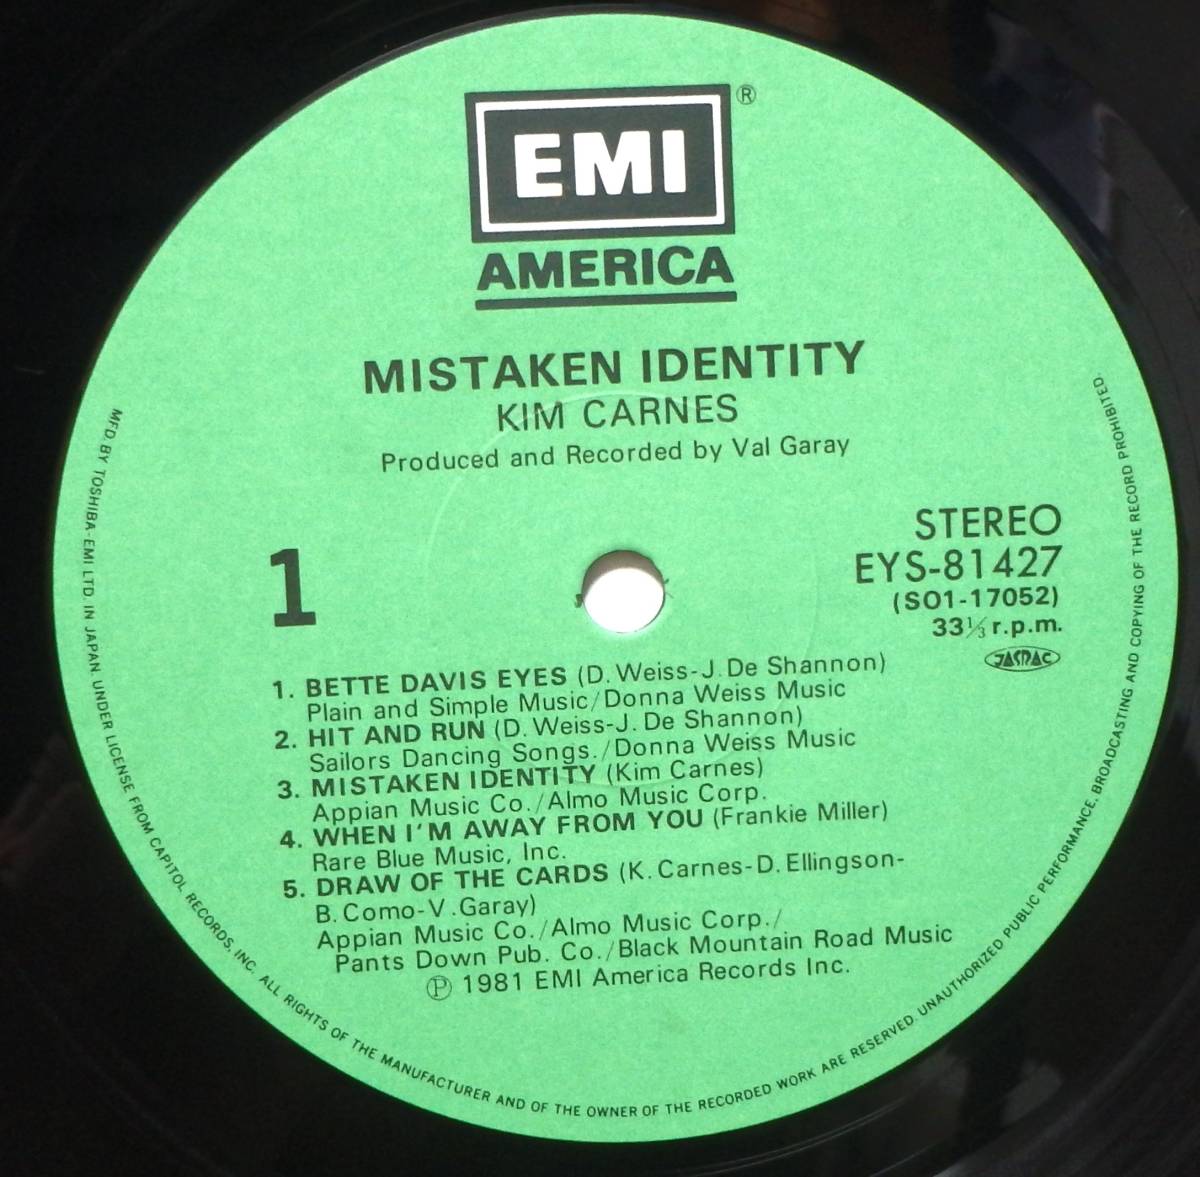 EMI ®
AMERICA
MISTAKEN IDENTITY
KIM CARNES
Produced and Recorded by Val Garay
STEREO
EYS-81427
(SO1-17052)
33⅓ r.p.m.
JASRAC
1
1. BETTE DAVIS EYES (D. Weiss-J. De Shannon)
Plain and Simple Music/Donna Weiss Music
2. HIT AND RUN (D. Weiss-J. De Shannon)
Sailors Dancing Songs./Donna Weiss Music
3. MISTAKEN IDENTITY (Kim Carnes)
Appian Music Co./Almo Music Corp.
4. WHEN I'M AWAY FROM YOU (Frankie Miller)
Rare Blue Music, Inc.
5. DRAW OF THE CARDS (K. Carnes-D. Ellingson-
B. Como-V. Garay)
Appian Music Co./Almo Music Corp./
Pants Down Pub. Co./Black Mountain Road Music
Ⓟ 1981 EMI America Records Inc.
MFD. BY TOSHIBA-EMI LTD. IN JAPAN. UNDER LICENSE FROM CAPITOL RECORDS, INC. ALL RIGHTS OF THE MANUFACTURER AND OF THE OWNER OF THE RECORDED WORK ARE RESERVED. UNAUTHORIZED PUBLIC PERFORMANCE, BROADCASTING AND COPYING OF THE RECORD PROHIBITED.